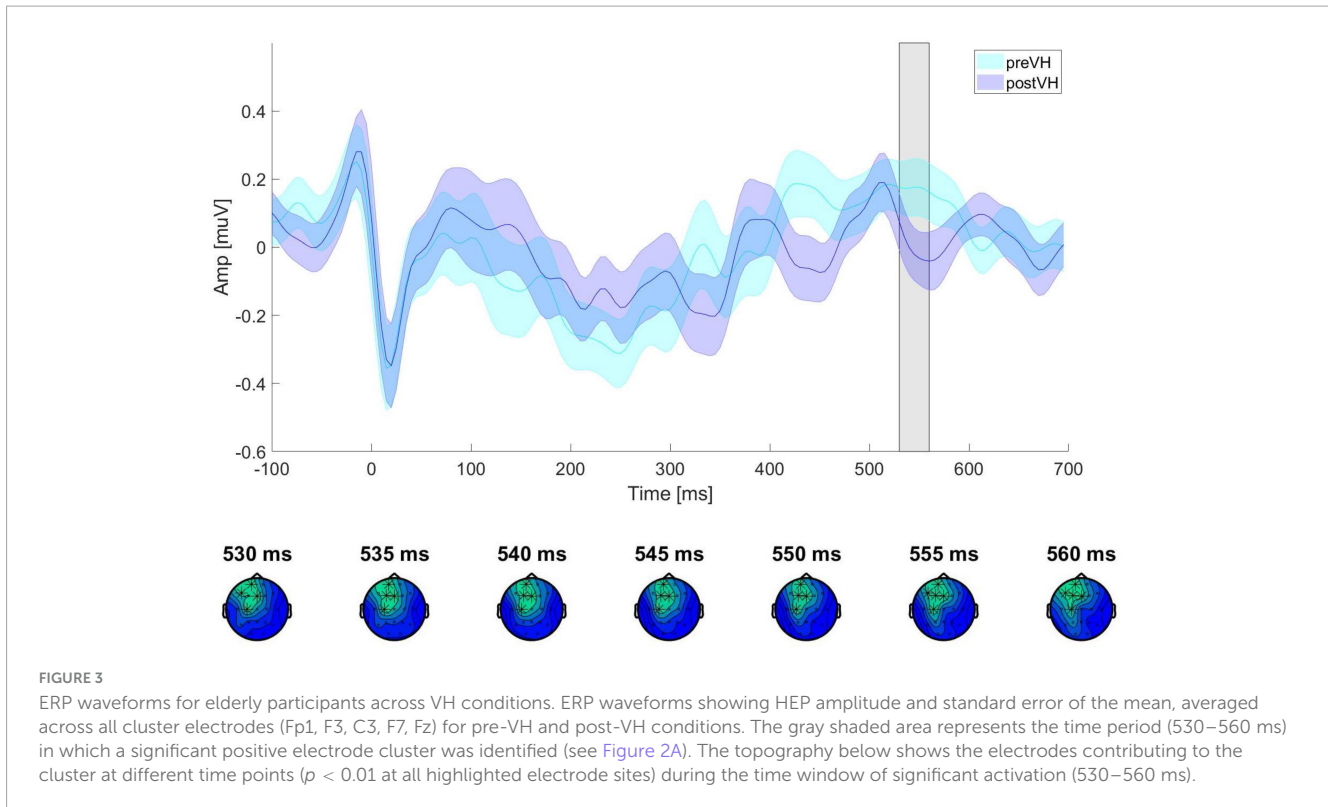 preVH
postVH
0.4
0.2
0
-0.2
-0.4
-0.6
Amp [muV]
-100 0 100 200 300 400 500 600 700
Time [ms]
530 ms 535 ms 540 ms 545 ms 550 ms 555 ms 560 ms
FIGURE 3
ERP waveforms for elderly participants across VH conditions. ERP waveforms showing HEP amplitude and standard error of the mean, averaged
across all cluster electrodes (Fp1, F3, C3, F7, Fz) for pre-VH and post-VH conditions. The gray shaded area represents the time period (530–560 ms)
in which a significant positive electrode cluster was identified (see Figure 2A). The topography below shows the electrodes contributing to the
cluster at different time points (p < 0.01 at all highlighted electrode sites) during the time window of significant activation (530–560 ms).